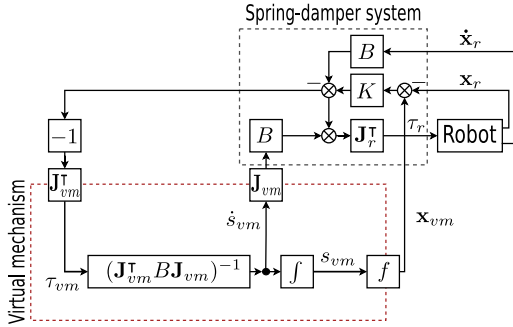 Spring-damper system
B
ẋ_r
−
K
−
x_r
−1
B
J_r^⊤
τ_r
Robot
J_vm^⊤
J_vm
Virtual mechanism
ṡ_vm
x_vm
τ_vm
(J_vm^⊤ B J_vm)^−1
∫
s_vm
f